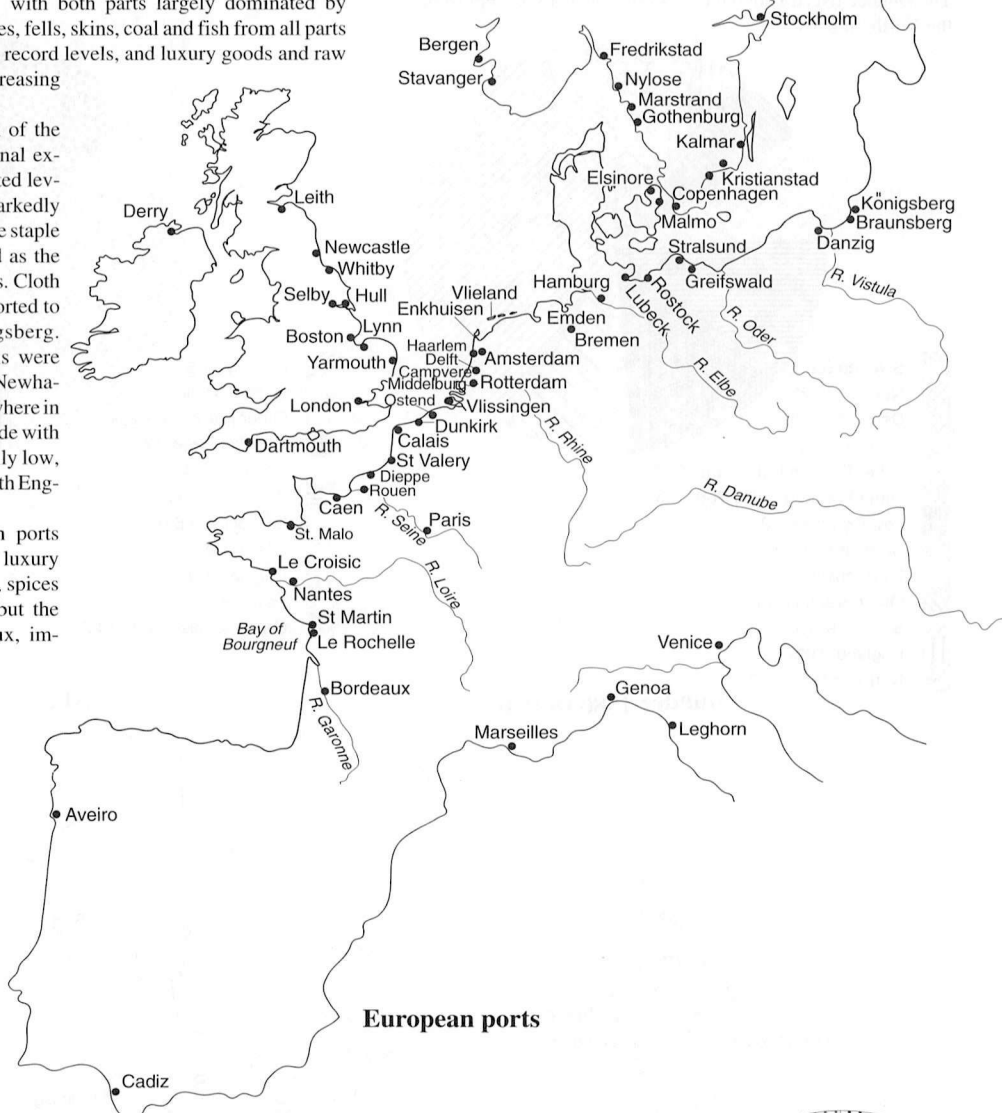 with both parts largely dominated by
es, fells, skins, coal and fish from all parts
record levels, and luxury goods and raw
reasing
of the
nal ex-
ed lev-
arkedly
e staple
l as the
s. Cloth
orted to
gsberg.
s were
Newha-
where in
de with
ly low,
th Eng-
n ports
luxury
, spices
out the
ux, im-
Stockholm
Bergen
Fredrikstad
Stavanger
Nylose
Marstrand
Gothenburg
Kalmar
Elsinore
Kristianstad
Copenhagen
Malmo
Königsberg
Braunsberg
Danzig
Leith
Derry
Newcastle
Whitby
Stralsund
Greifswald
R. Vistula
Hamburg
Lubeck
Rostock
R. Oder
Selby
Hull
Vlieland
Enkhuisen
Emden
Bremen
Boston
Lynn
Haarlem
Delft
Amsterdam
Yarmouth
Campvere
Middelburg
Rotterdam
R. Elbe
London
Ostend
Vlissingen
Dunkirk
R. Rhine
Dartmouth
Calais
St Valery
Dieppe
Rouen
Caen
R. Seine
Paris
R. Danube
St. Malo
Le Croisic
R. Loire
Nantes
St Martin
Bay of
Bourgneuf
Le Rochelle
Venice
Bordeaux
R. Garonne
Genoa
Leghorn
Marseilles
Aveiro
European ports
Cadiz